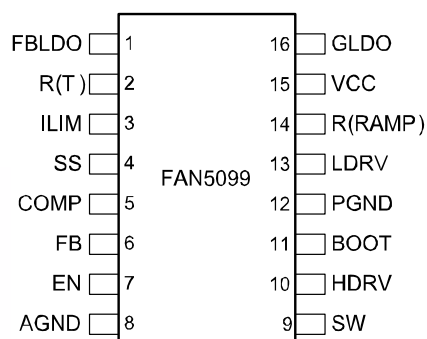 FBLDO 1 16 GLDO
R(T) 2 15 VCC
ILIM 3 14 R(RAMP)
SS 4 13 LDRV
FAN5099
COMP 5 12 PGND
FB 6 11 BOOT
EN 7 10 HDRV
AGND 8 9 SW